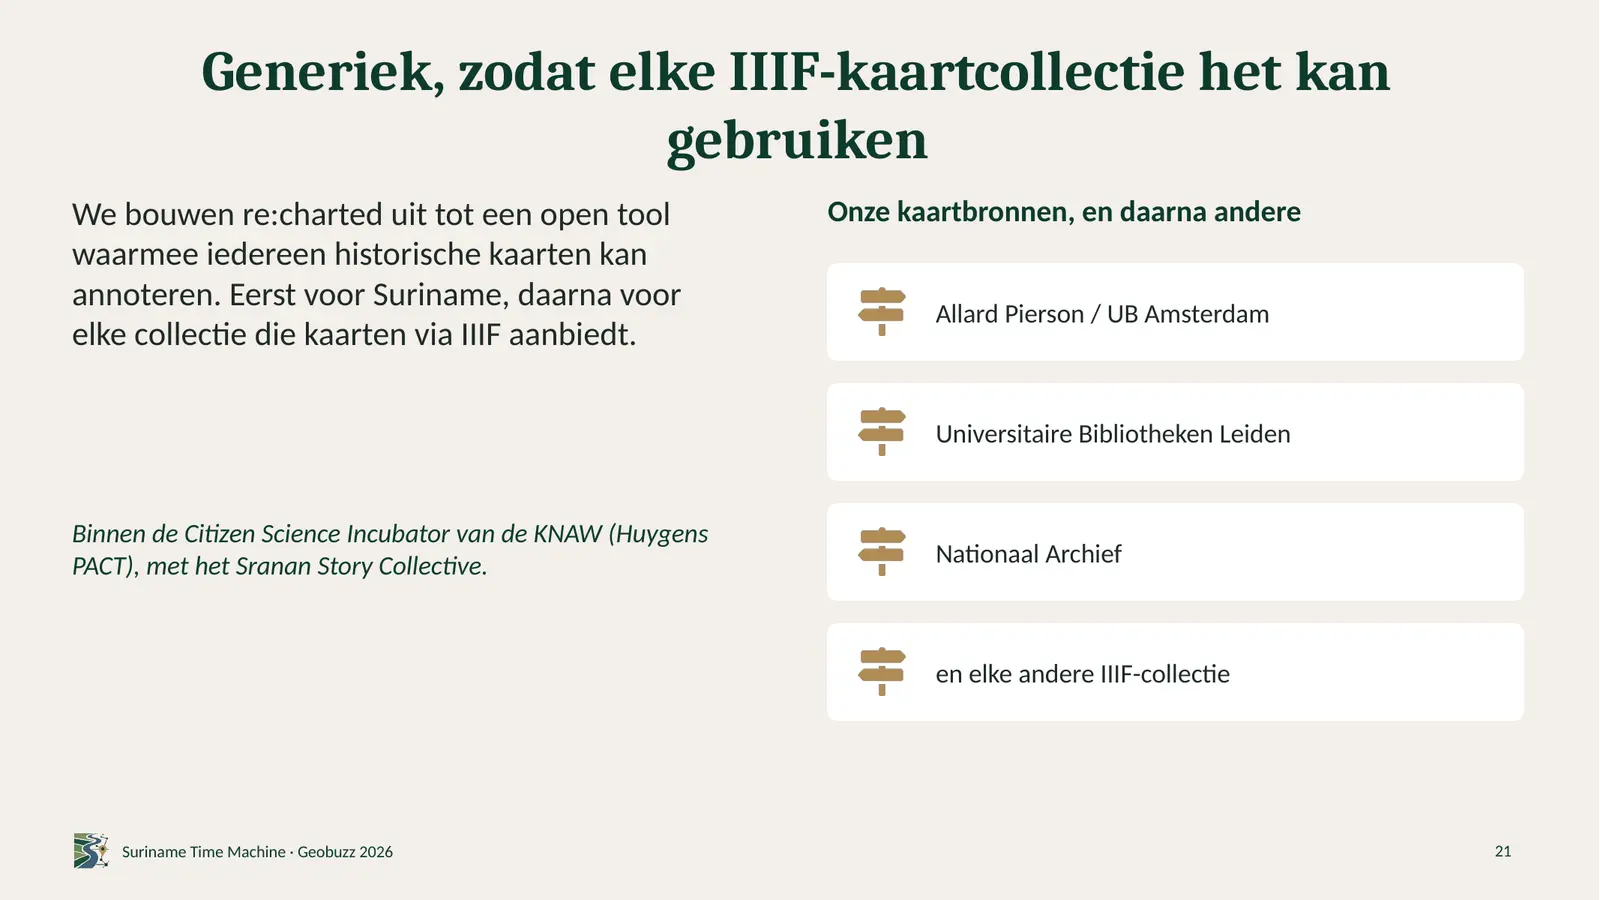 Generiek, zodat elke IIIF-kaartcollectie het kan
gebruiken
We bouwen re:charted uit tot een open tool
waarmee iedereen historische kaarten kan
annoteren. Eerst voor Suriname, daarna voor
elke collectie die kaarten via IIIF aanbiedt.
Binnen de Citizen Science Incubator van de KNAW (Huygens
PACT), met het Sranan Story Collective.
Onze kaartbronnen, en daarna andere
Allard Pierson / UB Amsterdam
Universitaire Bibliotheken Leiden
Nationaal Archief
en elke andere IIIF-collectie
Suriname Time Machine · Geobuzz 2026
21